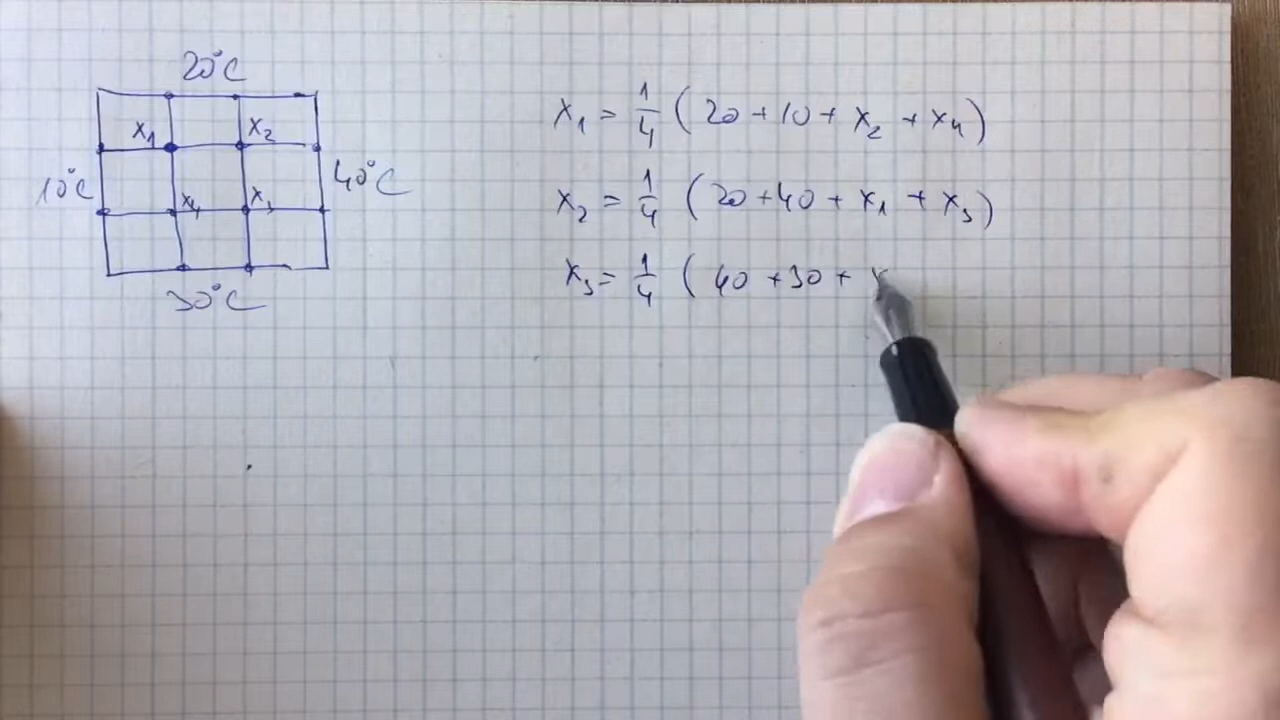 20°C
x₁ x₂
10°C 40°C
x₄ x₃
30°C
x₁ = 1/4 (20 + 10 + x₂ + x₄)
x₂ = 1/4 (20 + 40 + x₁ + x₃)
x₃ = 1/4 (40 + 30 + x